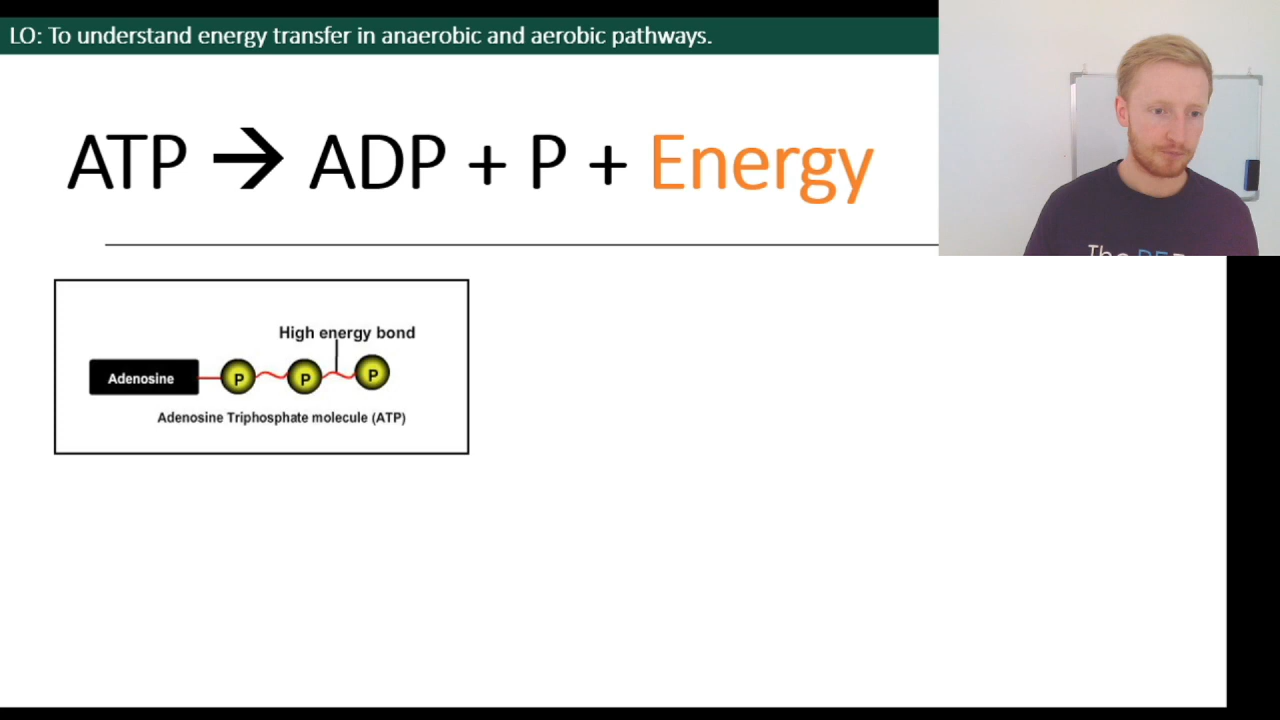 LO: To understand energy transfer in anaerobic and aerobic pathways.
ATP → ADP + P + Energy
High energy bond
Adenosine P P P
Adenosine Triphosphate molecule (ATP)
The